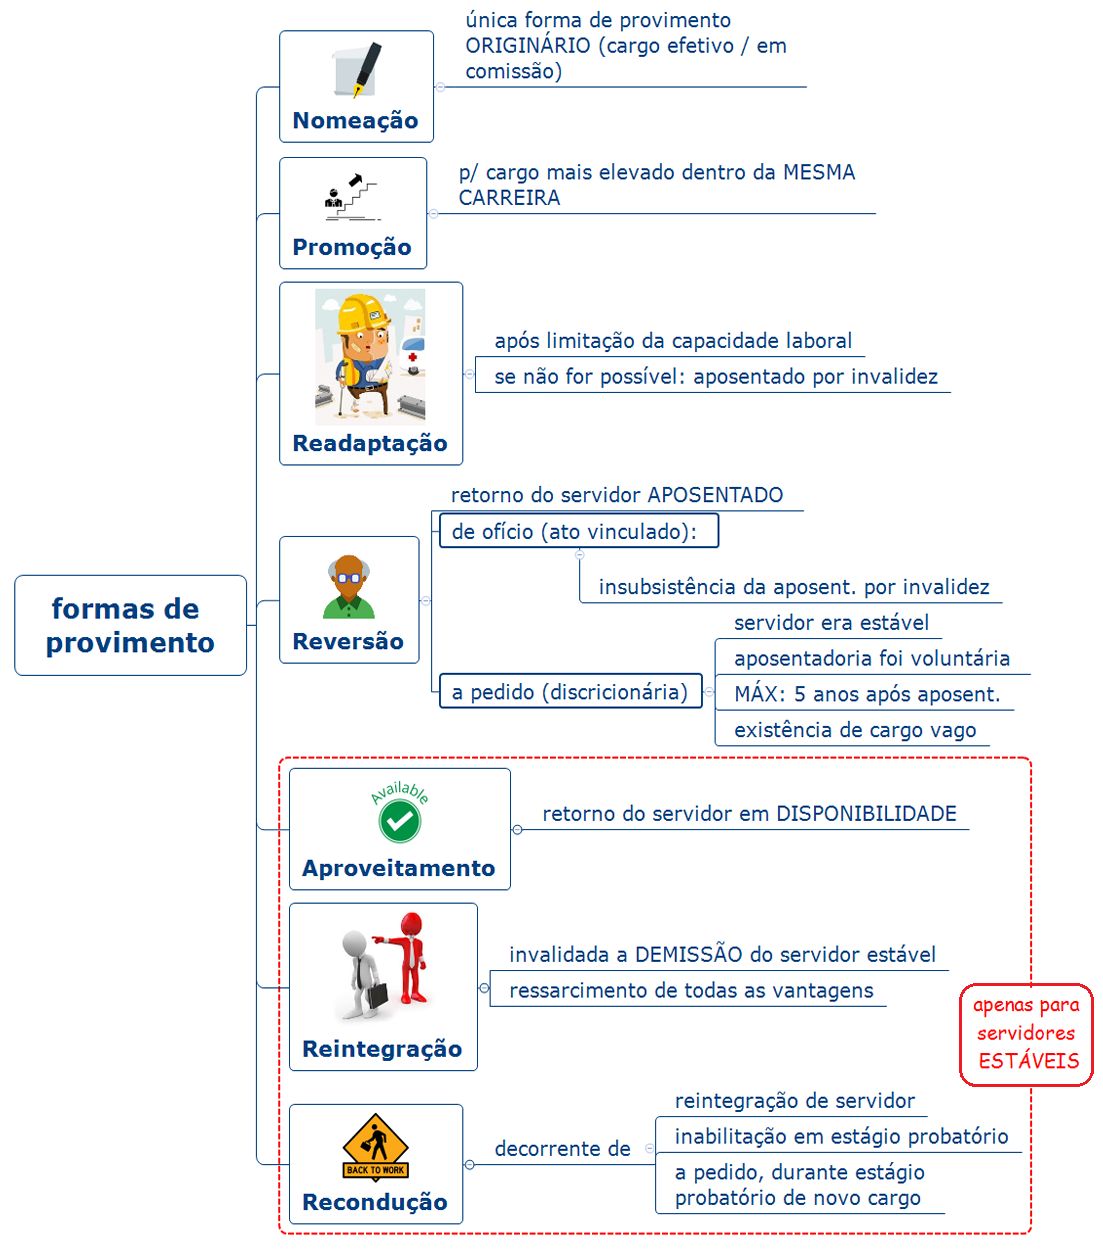 única forma de provimento
ORIGINÁRIO (cargo efetivo / em
comissão)
Nomeação
p/ cargo mais elevado dentro da MESMA
CARREIRA
Promoção
após limitação da capacidade laboral
se não for possível: aposentado por invalidez
Readaptação
retorno do servidor APOSENTADO
de ofício (ato vinculado):
insubsistência da aposent. por invalidez
formas de
provimento
Reversão
servidor era estável
aposentadoria foi voluntária
a pedido (discricionária)
MÁX: 5 anos após aposent.
existência de cargo vago
Available
retorno do servidor em DISPONIBILIDADE
Aproveitamento
invalidada a DEMISSÃO do servidor estável
ressarcimento de todas as vantagens
Reintegração
apenas para
servidores
ESTÁVEIS
reintegração de servidor
inabilitação em estágio probatório
decorrente de
a pedido, durante estágio
probatório de novo cargo
BACK TO WORK
Recondução